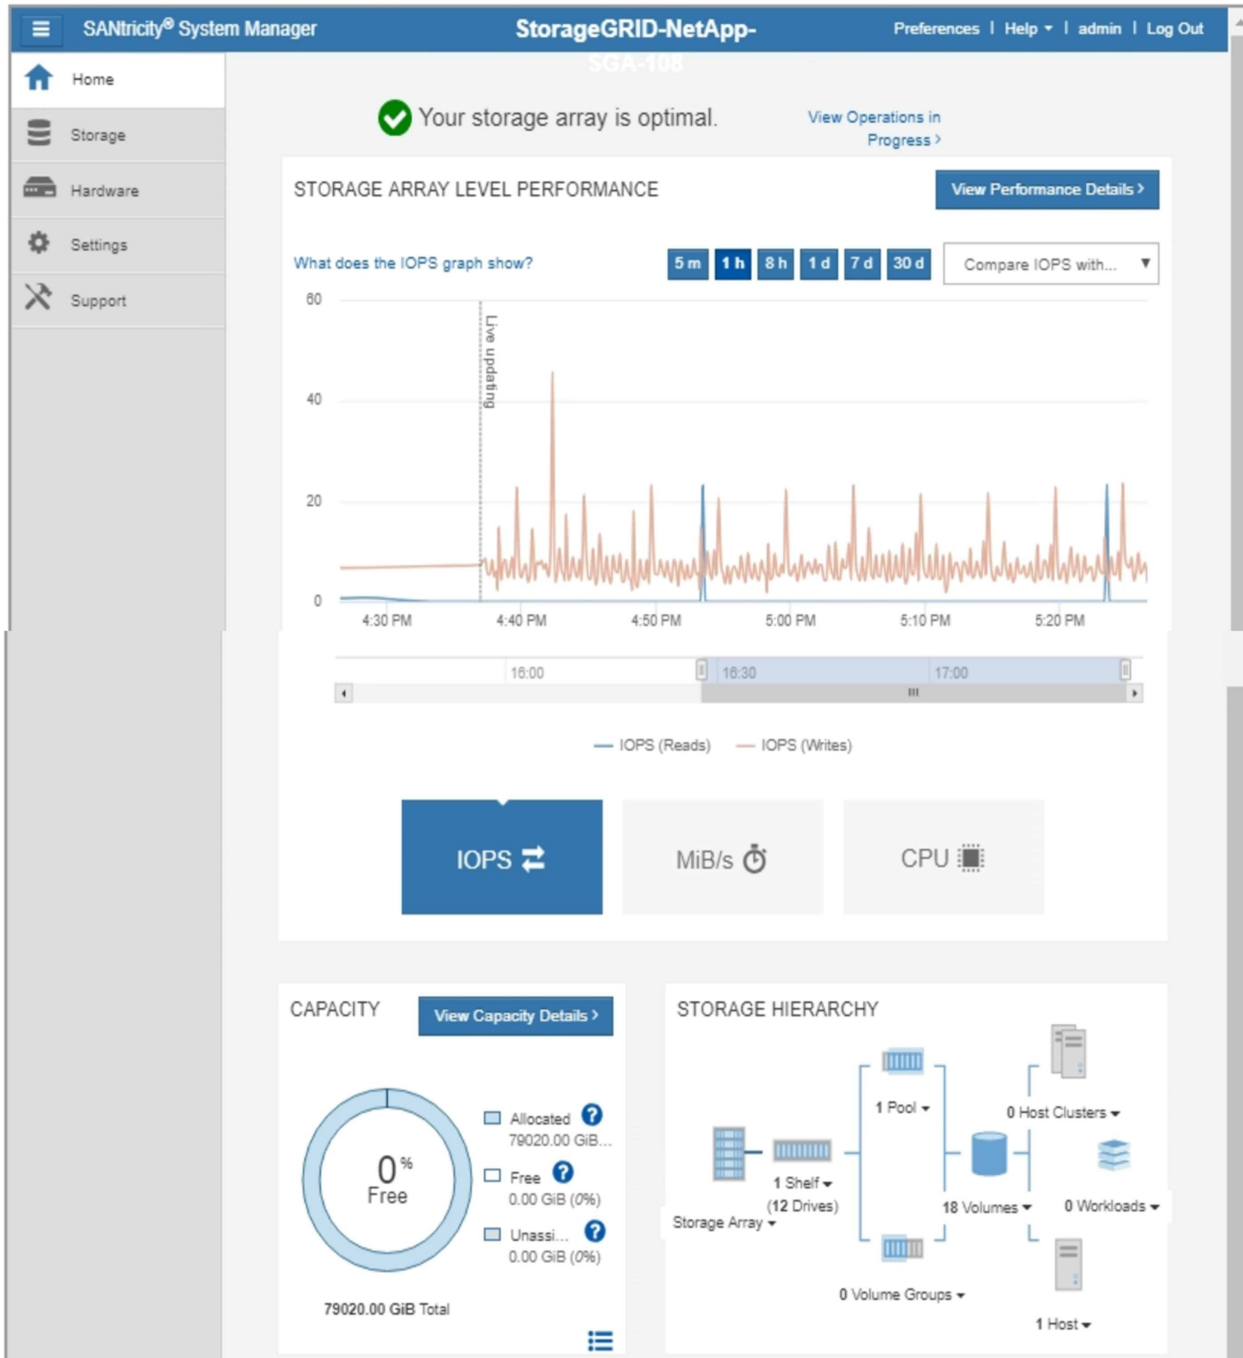 SANtricity® System Manager
StorageGRID-NetApp-
SGA-108
Preferences | Help | admin | Log Out
Home
Storage
Hardware
Settings
Support
Your storage array is optimal.
View Operations in
Progress >
STORAGE ARRAY LEVEL PERFORMANCE
View Performance Details >
What does the IOPS graph show?
5 m 1 h 8 h 1 d 7 d 30 d
Compare IOPS with...
60
40
20
0
Live updating
4:30 PM 4:40 PM 4:50 PM 5:00 PM 5:10 PM 5:20 PM
16:00 16:30 17:00
IOPS (Reads) IOPS (Writes)
IOPS
MiB/s
CPU
CAPACITY
View Capacity Details >
0%
Free
Allocated ?
79020.00 GiB...
Free ?
0.00 GiB (0%)
Unassi... ?
0.00 GiB (0%)
79020.00 GiB Total
STORAGE HIERARCHY
Storage Array
1 Shelf
(12 Drives)
1 Pool
0 Volume Groups
18 Volumes
0 Host Clusters
0 Workloads
1 Host